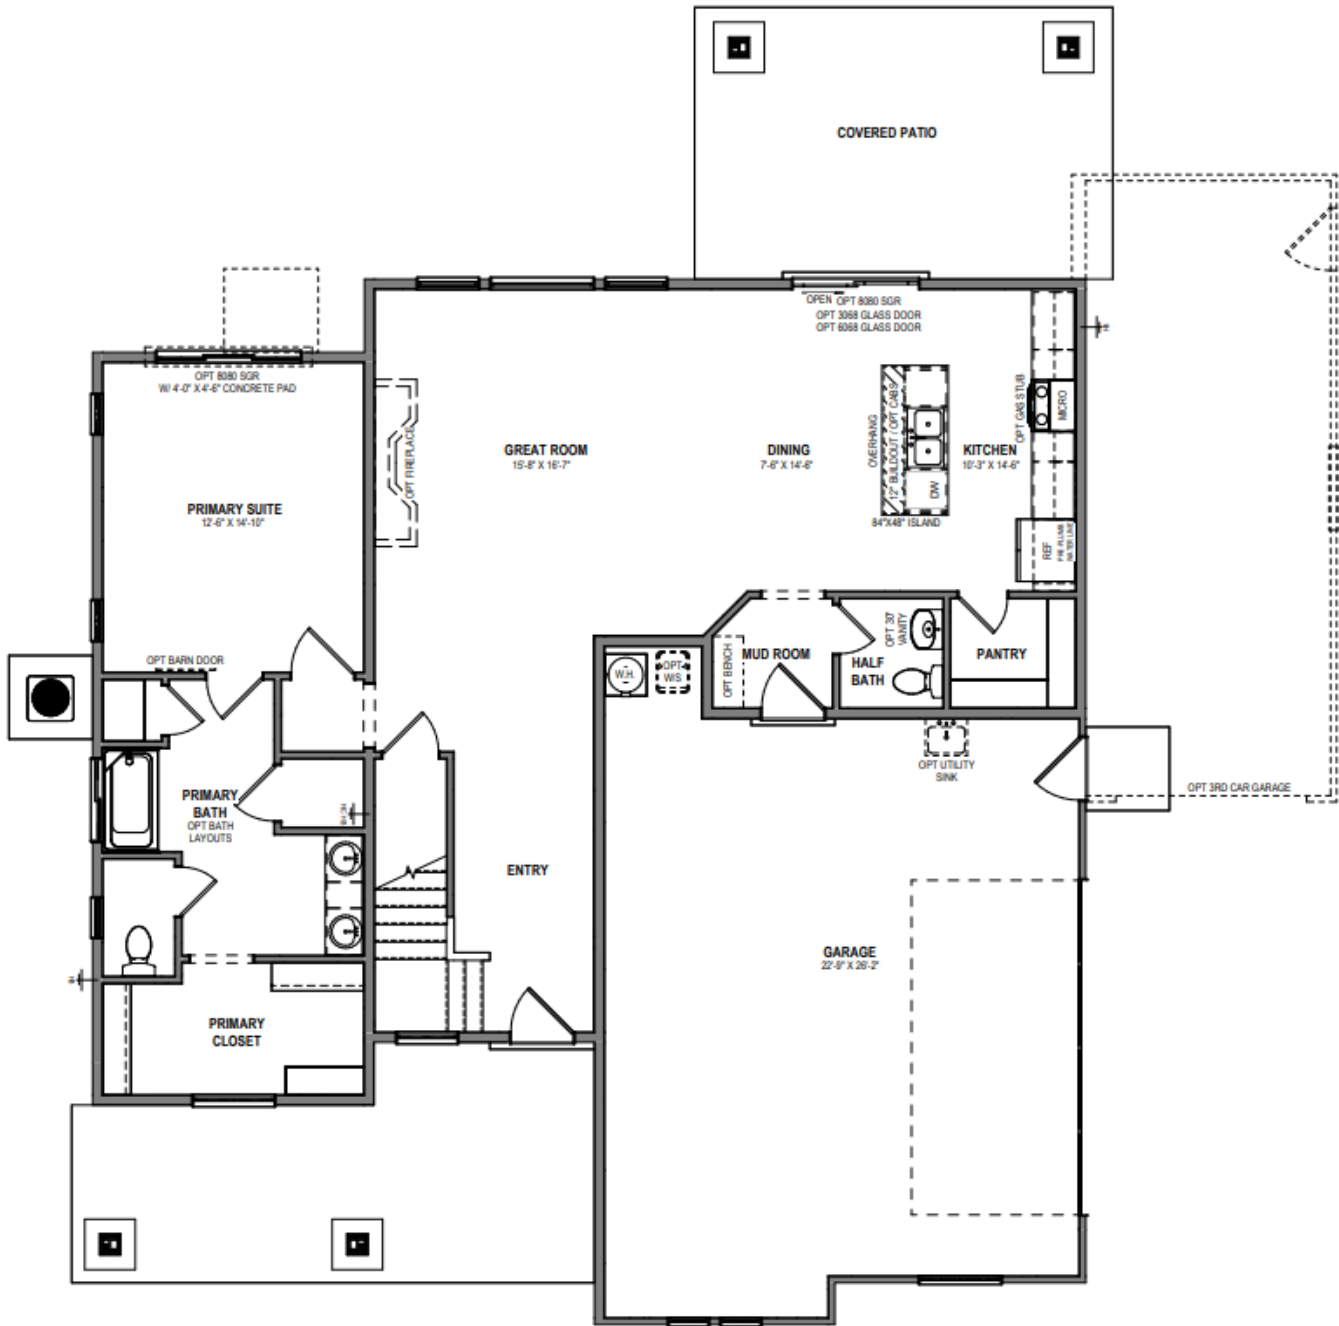 COVERED PATIO
OPEN
OPT 8080 SGR
OPT 3068 GLASS DOOR
OPT 6068 GLASS DOOR
OPT 8080 SGR
W/ 4'-0" X 4'-6" CONCRETE PAD
OPT FIREPLACE
GREAT ROOM
15'-8" X 16'-7"
DINING
7'-6" X 14'-6"
OVERHANG
12" BUILDOUT / OPT CABS
DW
84"X48" ISLAND
KITCHEN
10'-3" X 14'-6"
OPT GAS STUB
MICRO
REF
PRE-PLUMB
WATER LINE
PRIMARY SUITE
12'-6" X 14'-10"
OPT BARN DOOR
W.H.
OPT
W/S
OPT BENCH
MUD ROOM
OPT 30"
VANITY
HALF
BATH
PANTRY
OPT UTILITY
SINK
OPT 3RD CAR GARAGE
PRIMARY
BATH
OPT BATH
LAYOUTS
ENTRY
GARAGE
22'-9" X 26'-2"
PRIMARY
CLOSET